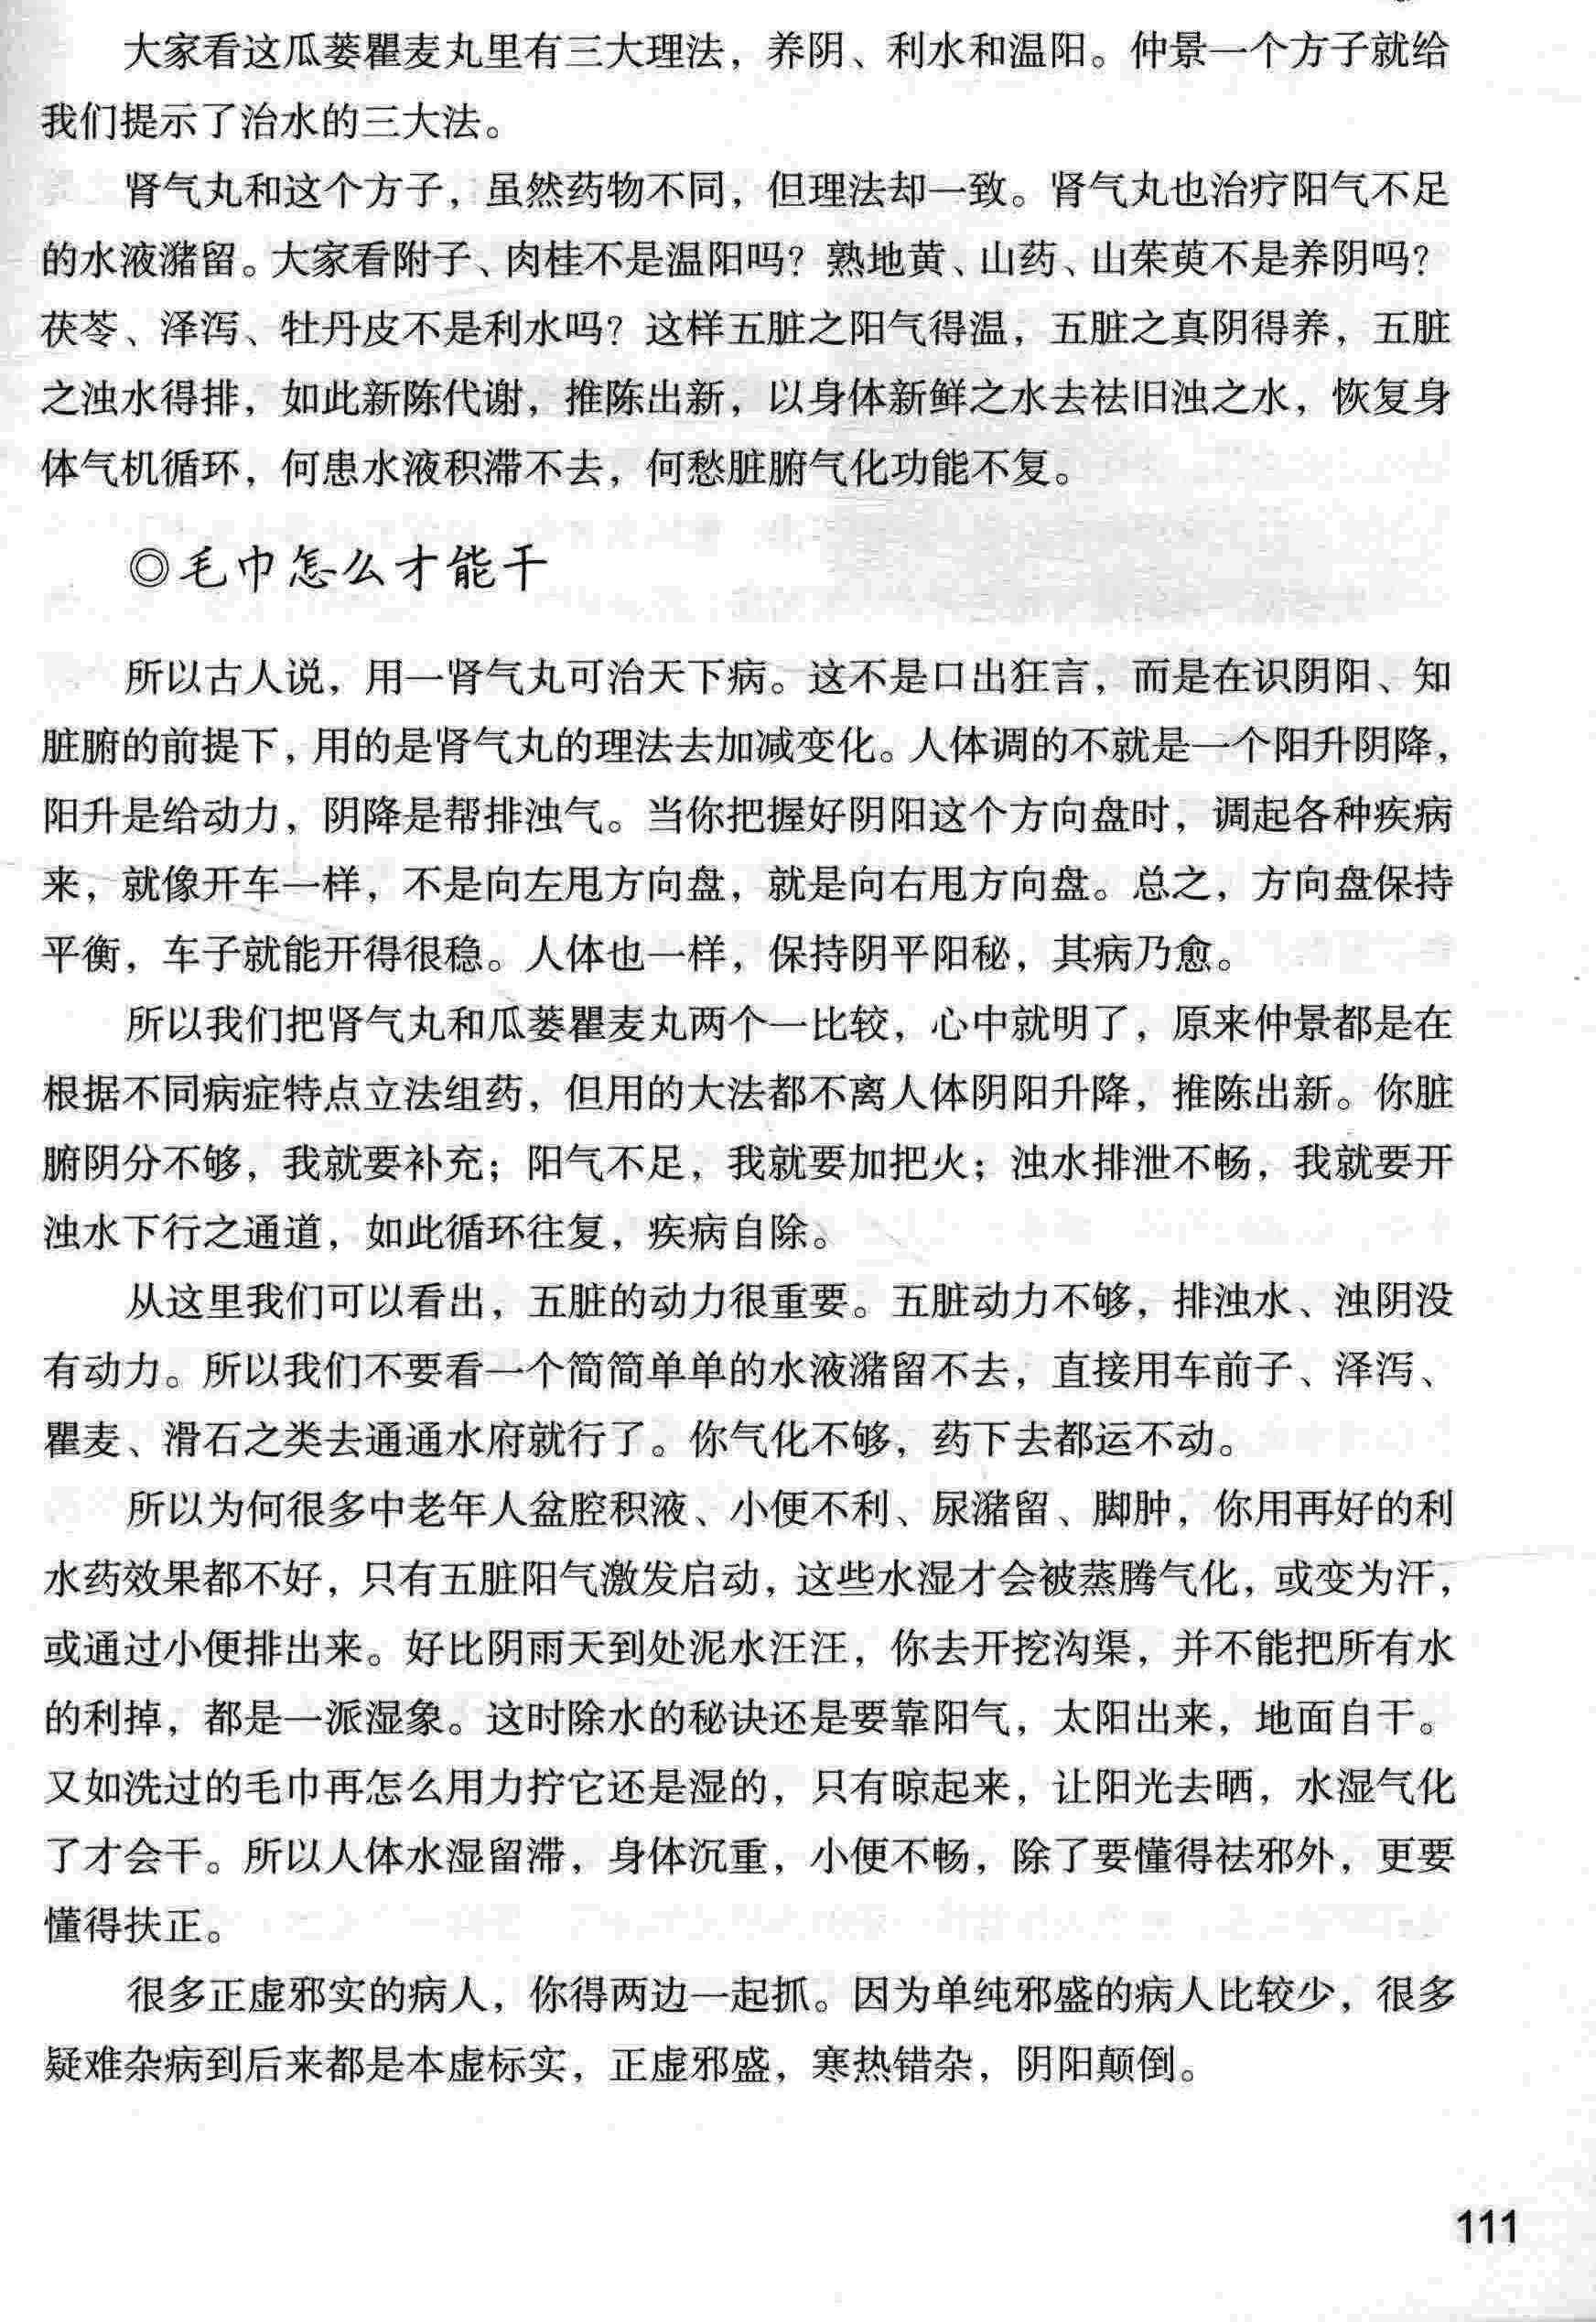 大家看这瓜蒌瞿麦丸里有三大理法，养阴、利水和温阳。仲景一个方子就给
我们提示了治水的三大法。
肾气丸和这个方子，虽然药物不同，但理法却一致。肾气丸也治疗阳气不足
的水液潴留。大家看附子、肉桂不是温阳吗？熟地黄、山药、山茱萸不是养阴吗？
茯苓、泽泻、牡丹皮不是利水吗？这样五脏之阳气得温，五脏之真阴得养，五脏
之浊水得排，如此新陈代谢，推陈出新，以身体新鲜之水去祛旧浊之水，恢复身
体气机循环，何患水液积滞不去，何愁脏腑气化功能不复。
◎毛巾怎么才能干
所以古人说，用一肾气丸可治天下病。这不是口出狂言，而是在识阴阳、知
脏腑的前提下，用的是肾气丸的理法去加减变化。人体调的不就是一个阳升阴降，
阳升是给动力，阴降是帮排浊气。当你把握好阴阳这个方向盘时，调起各种疾病
来，就像开车一样，不是向左甩方向盘，就是向右甩方向盘。总之，方向盘保持
平衡，车子就能开得很稳。人体也一样，保持阴平阳秘，其病乃愈。
所以我们把肾气丸和瓜蒌瞿麦丸两个一比较，心中就明了，原来仲景都是在
根据不同病症特点立法组药，但用的大法都不离人体阴阳升降，推陈出新。你脏
腑阴分不够，我就要补充；阳气不足，我就要加把火；浊水排泄不畅，我就要开
浊水下行之通道，如此循环往复，疾病自除。
从这里我们可以看出，五脏的动力很重要。五脏动力不够，排浊水、浊阴没
有动力。所以我们不要看一个简简单单的水液潴留不去，直接用车前子、泽泻、
瞿麦、滑石之类去通通水府就行了。你气化不够，药下去都运不动。
所以为何很多中老年人盆腔积液、小便不利、尿潴留、脚肿，你用再好的利
水药效果都不好，只有五脏阳气激发启动，这些水湿才会被蒸腾气化，或变为汗，
或通过小便排出来。好比阴雨天到处泥水汪汪，你去开挖沟渠，并不能把所有水
的利掉，都是一派湿象。这时除水的秘诀还是要靠阳气，太阳出来，地面自干。
又如洗过的毛巾再怎么用力拧它还是湿的，只有晾起来，让阳光去晒，水湿气化
了才会干。所以人体水湿留滞，身体沉重，小便不畅，除了要懂得祛邪外，更要
懂得扶正。
很多正虚邪实的病人，你得两边一起抓。因为单纯邪盛的病人比较少，很多
疑难杂病到后来都是本虚标实，正虚邪盛，寒热错杂，阴阳颠倒。
111